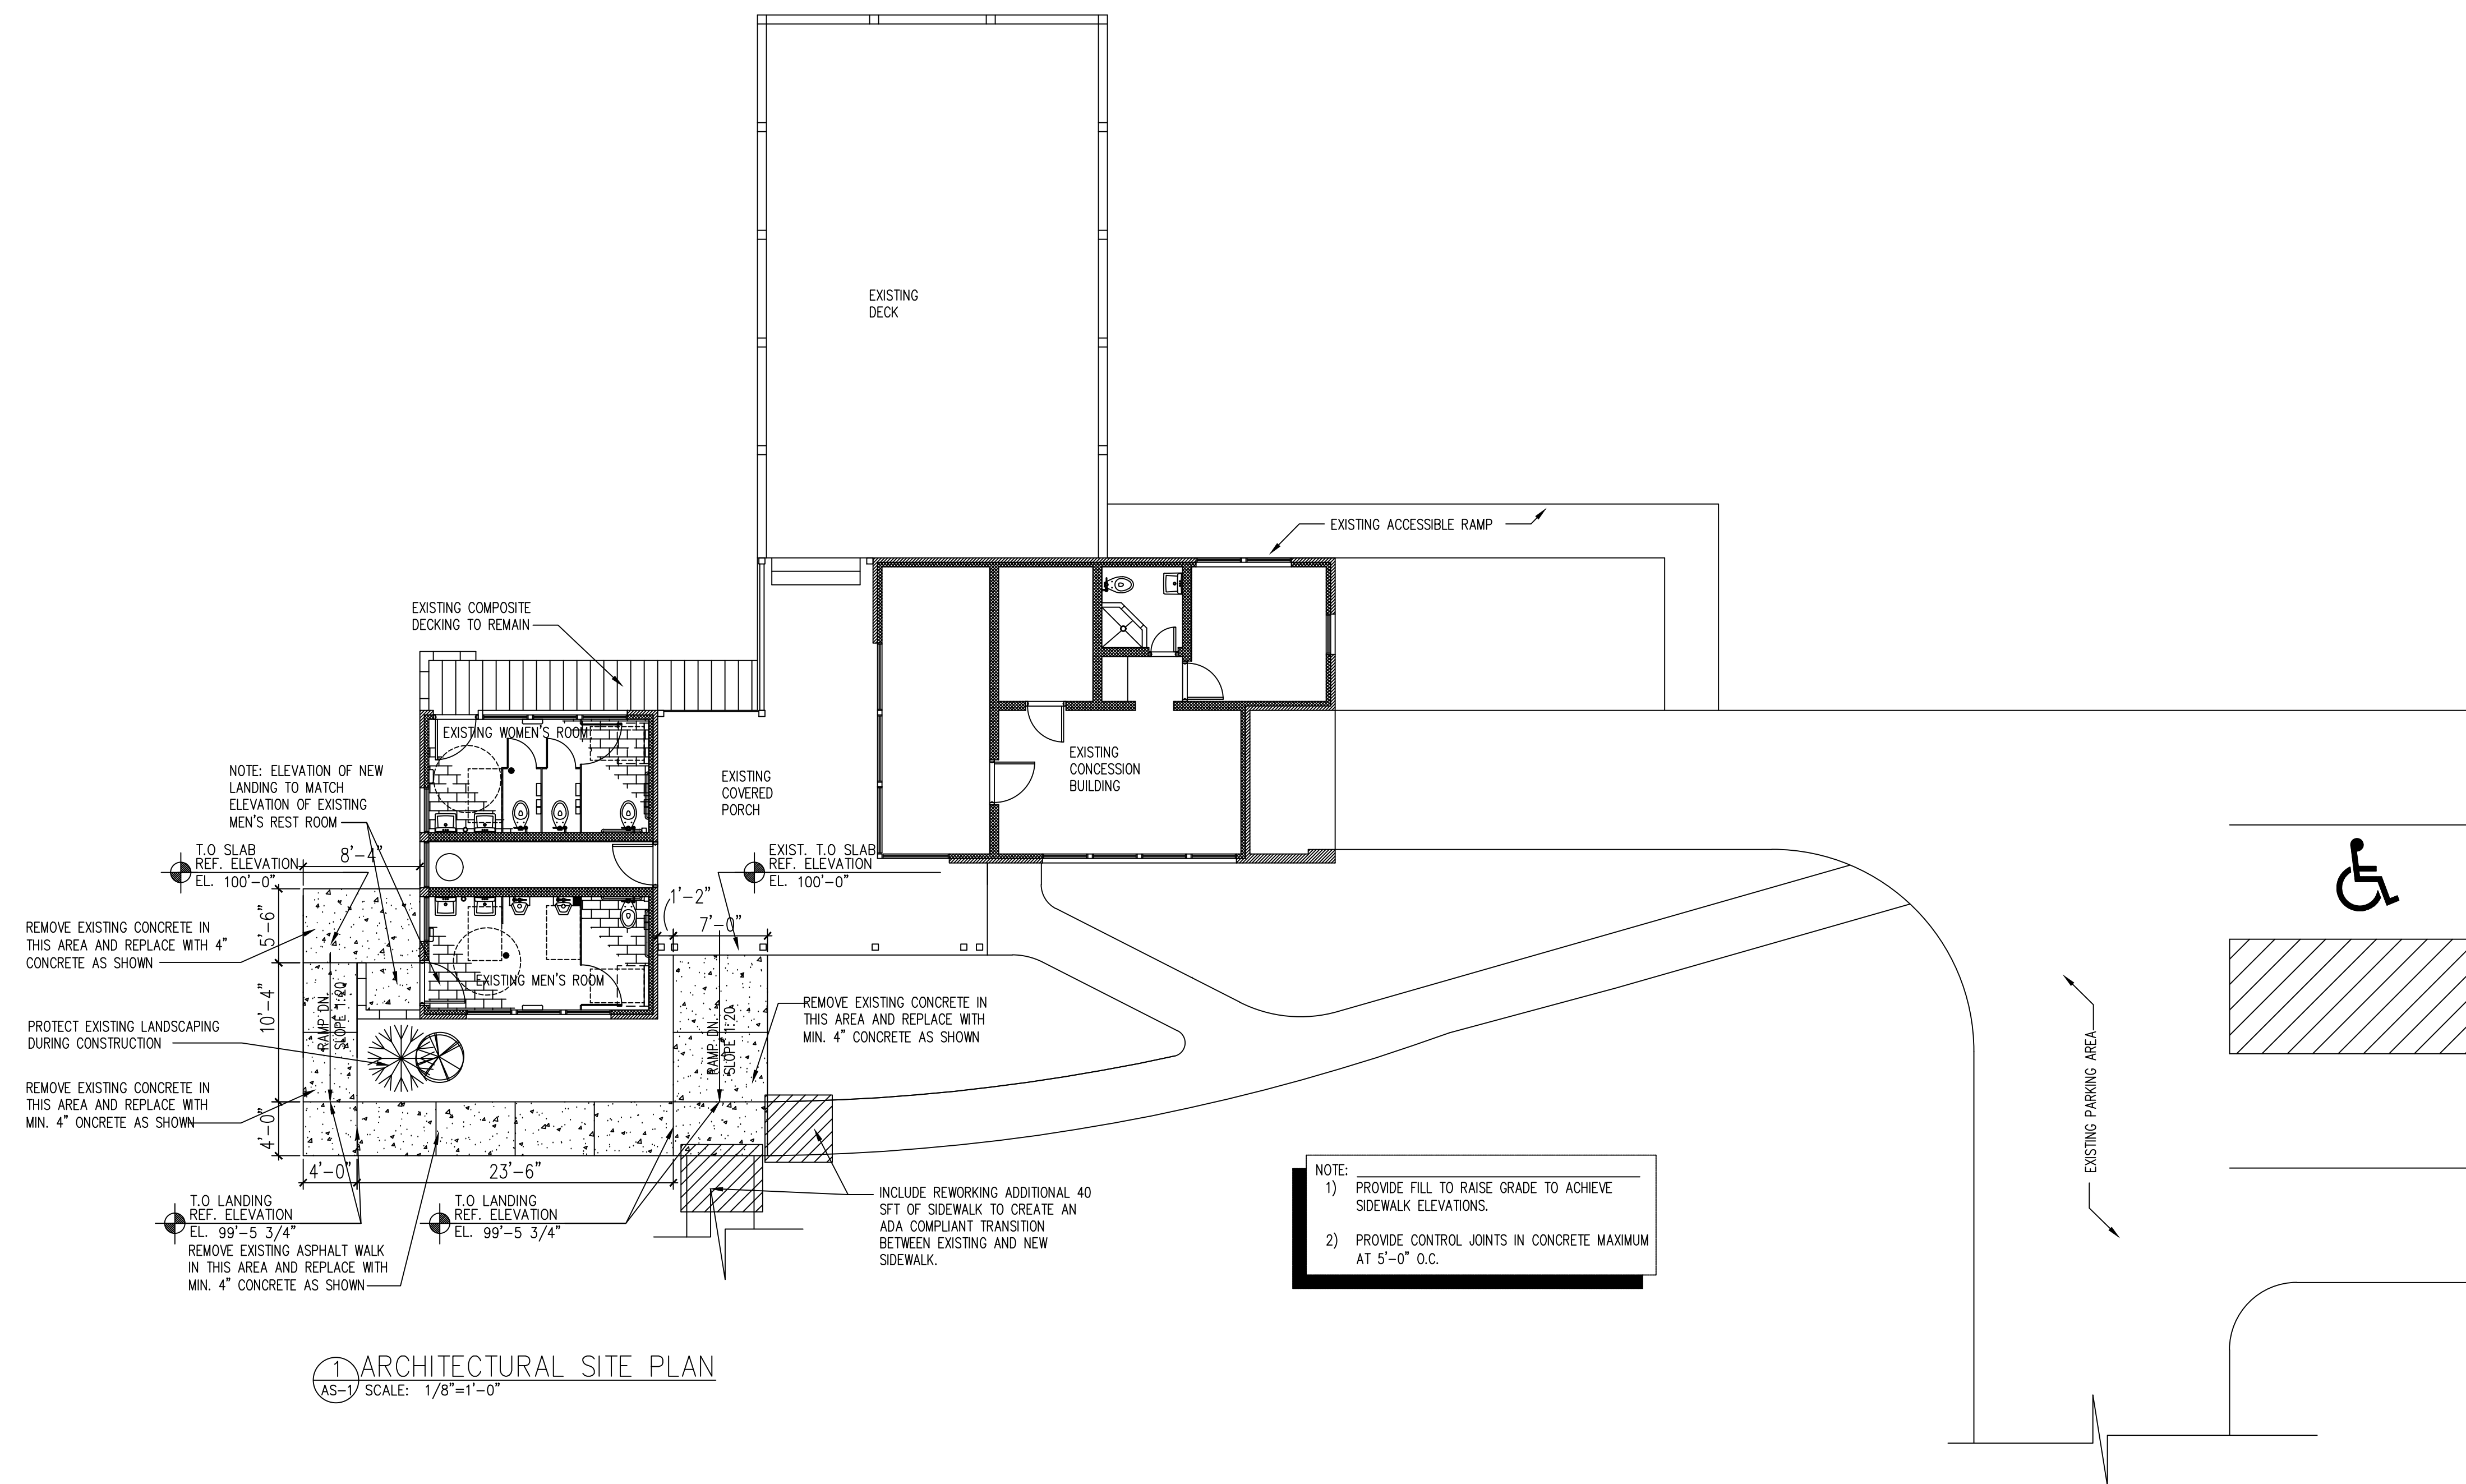 EXISTING
DECK
EXISTING ACCESSIBLE RAMP
EXISTING COMPOSITE
DECKING TO REMAIN
EXISTING WOMEN'S ROOM
NOTE: ELEVATION OF NEW
LANDING TO MATCH
ELEVATION OF EXISTING
MEN'S REST ROOM
EXISTING
COVERED
PORCH
EXISTING
CONCESSION
BUILDING
T.O SLAB
REF. ELEVATION
EL. 100'-0"
8'-4"
EXIST. T.O SLAB
REF. ELEVATION
EL. 100'-0"
1'-2"
7'-0"
5'-6"
REMOVE EXISTING CONCRETE IN
THIS AREA AND REPLACE WITH 4"
CONCRETE AS SHOWN
EXISTING MEN'S ROOM
10'-4"
RAMP DN.
SLOPE 1:20
RAMP DN.
SLOPE 1:20
REMOVE EXISTING CONCRETE IN
THIS AREA AND REPLACE WITH
MIN. 4" CONCRETE AS SHOWN
PROTECT EXISTING LANDSCAPING
DURING CONSTRUCTION
REMOVE EXISTING CONCRETE IN
THIS AREA AND REPLACE WITH
MIN. 4" ONCRETE AS SHOWN
4'-0"
4'-0"
23'-6"
EXISTING PARKING AREA
T.O LANDING
REF. ELEVATION
EL. 99'-5 3/4"
T.O LANDING
REF. ELEVATION
EL. 99'-5 3/4"
REMOVE EXISTING ASPHALT WALK
IN THIS AREA AND REPLACE WITH
MIN. 4" CONCRETE AS SHOWN
INCLUDE REWORKING ADDITIONAL 40
SFT OF SIDEWALK TO CREATE AN
ADA COMPLIANT TRANSITION
BETWEEN EXISTING AND NEW
SIDEWALK.
NOTE:
1) PROVIDE FILL TO RAISE GRADE TO ACHIEVE
SIDEWALK ELEVATIONS.
2) PROVIDE CONTROL JOINTS IN CONCRETE MAXIMUM
AT 5'-0" O.C.
1 ARCHITECTURAL SITE PLAN
AS-1 SCALE: 1/8"=1'-0"